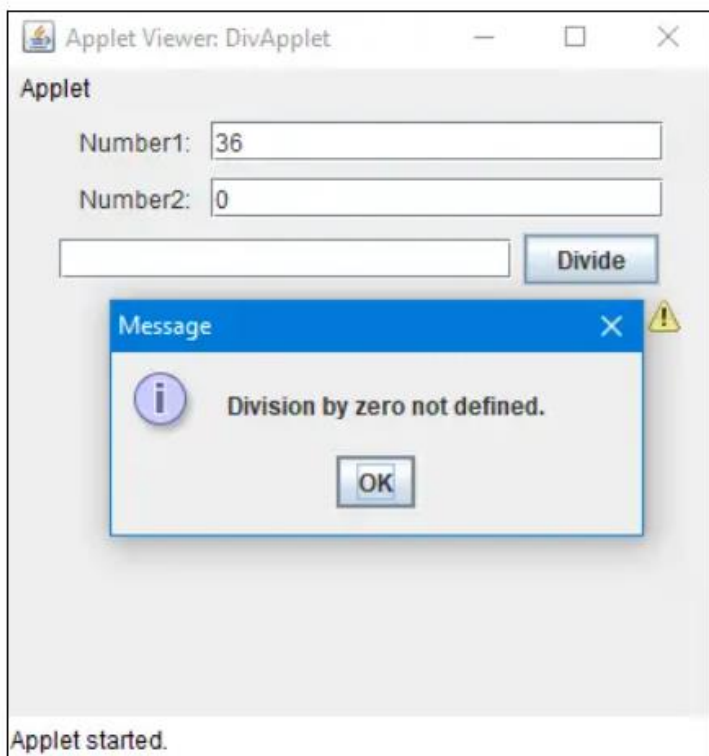 Applet Viewer: DivApplet
Applet
Number1: 36
Number2: 0
Divide
Message
Division by zero not defined.
OK
Applet started.